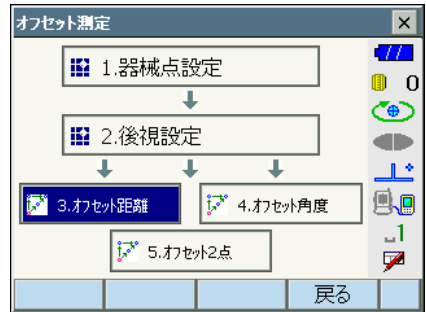 オフセット測定
1.器械点設定
0
2.後視設定
3.オフセット距離
4.オフセット角度
1
5.オフセット2点
戻る